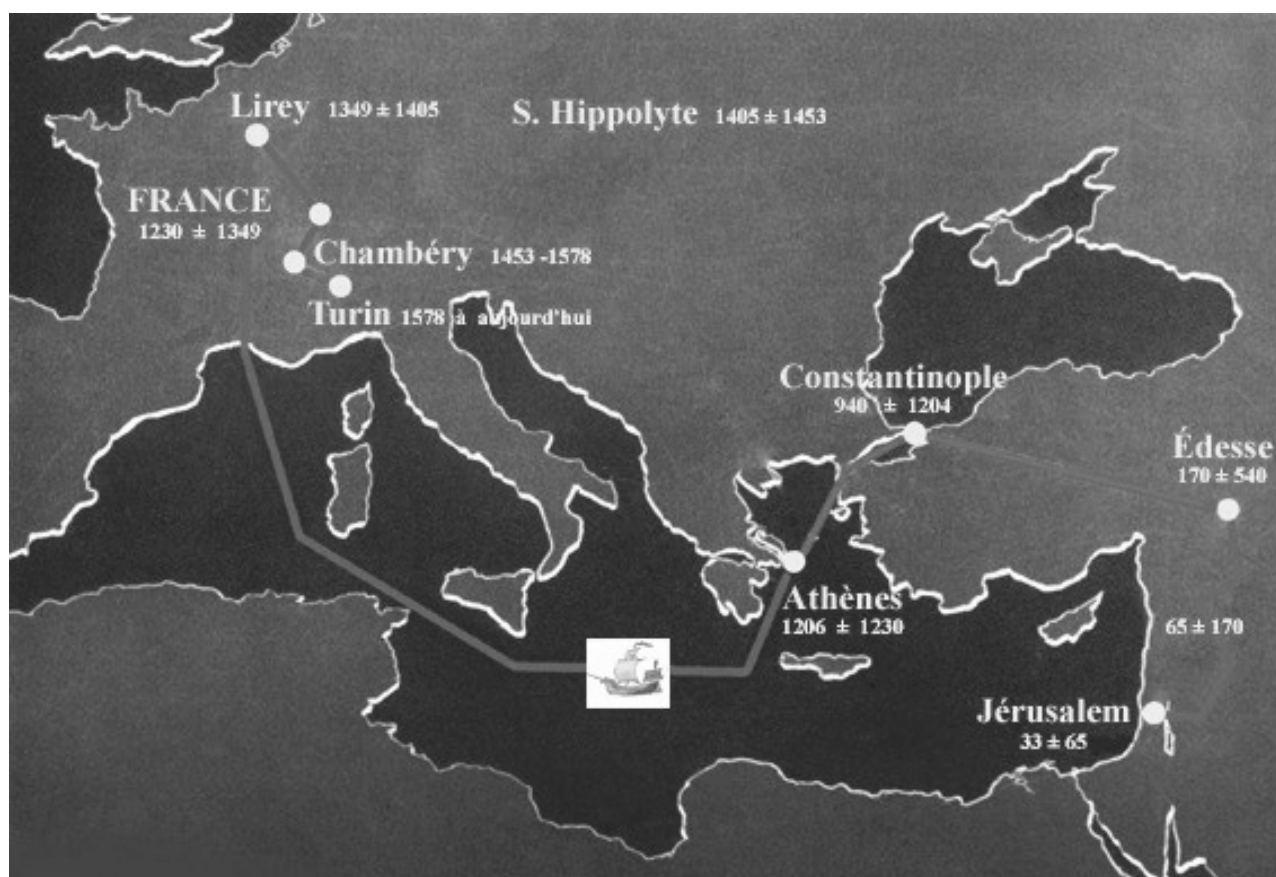 Lirey 1349 ± 1405
S. Hippolyte 1405 ± 1453
FRANCE
1230 ± 1349
Chambéry 1453 -1578
Turin 1578 à aujourd'hui
Constantinople
940 ± 1204
Édesse
170 ± 540
Athènes
1206 ± 1230
65 ± 170
Jérusalem
33 ± 65